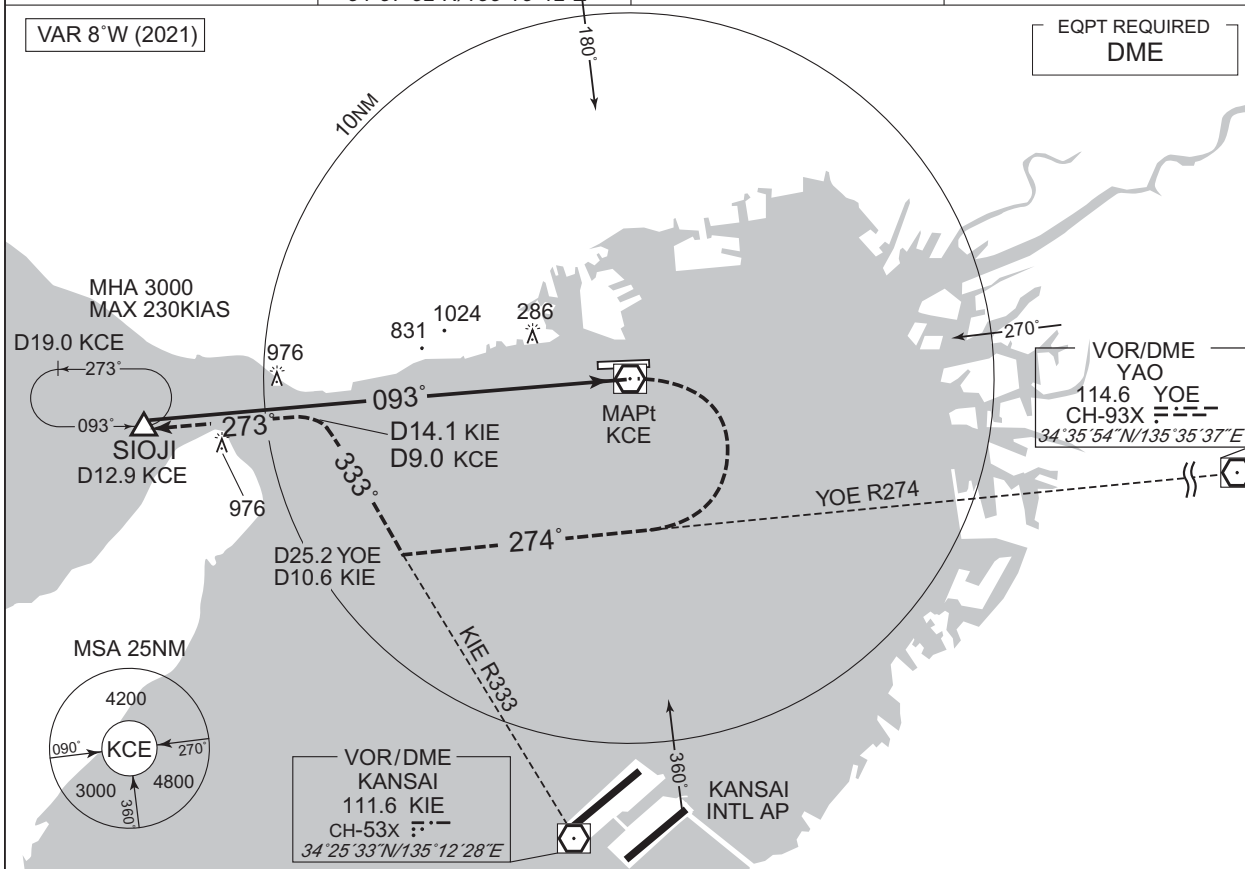 VAR 8°W (2021)
EQPT REQUIRED
DME
180°
10NM
MHA 3000
MAX 230KIAS
D19.0 KCE
273°
093°
SIOJI
D12.9 KCE
976
831
1024
286
976
093°
273°
D14.1 KIE
D9.0 KCE
MAPt
KCE
270°
VOR/DME
YAO
114.6 YOE
CH-93X
34°35´54˝N/135°35´37˝E
333°
YOE R274
274°
D25.2 YOE
D10.6 KIE
KIE R333
MSA 25NM
4200
090°
KCE
270°
3000
4800
360°
VOR/DME
KANSAI
111.6 KIE
CH-53X
34°25´33˝N/135°12´28˝E
360°
KANSAI
INTL AP